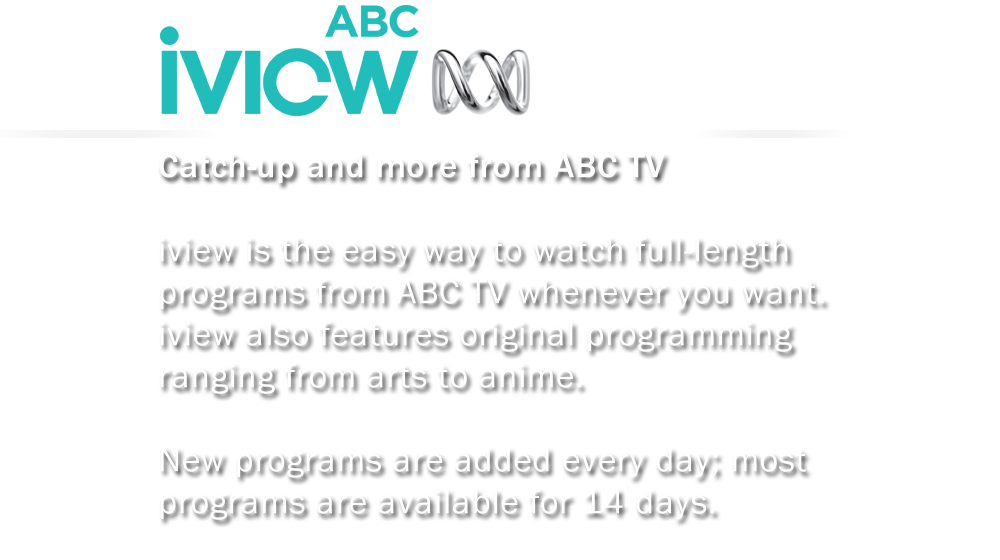 ABC
iview
Catch-up and more from ABC TV
iview is the easy way to watch full-length
programs from ABC TV whenever you want.
iview also features original programming
ranging from arts to anime.
New programs are added every day; most
programs are available for 14 days.